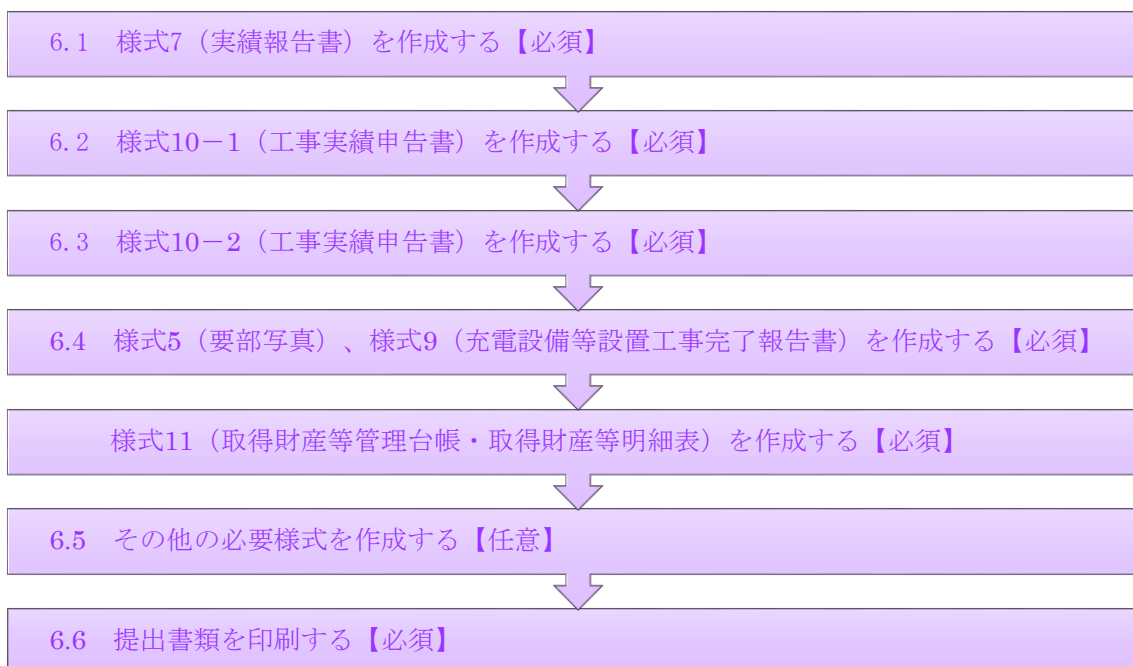 6.1 様式7（実績報告書）を作成する【必須】
6.2 様式10－1（工事実績申告書）を作成する【必須】
6.3 様式10－2（工事実績申告書）を作成する【必須】
6.4 様式5（要部写真）、様式9（充電設備等設置工事完了報告書）を作成する【必須】
様式11（取得財産等管理台帳・取得財産等明細表）を作成する【必須】
6.5 その他の必要様式を作成する【任意】
6.6 提出書類を印刷する【必須】